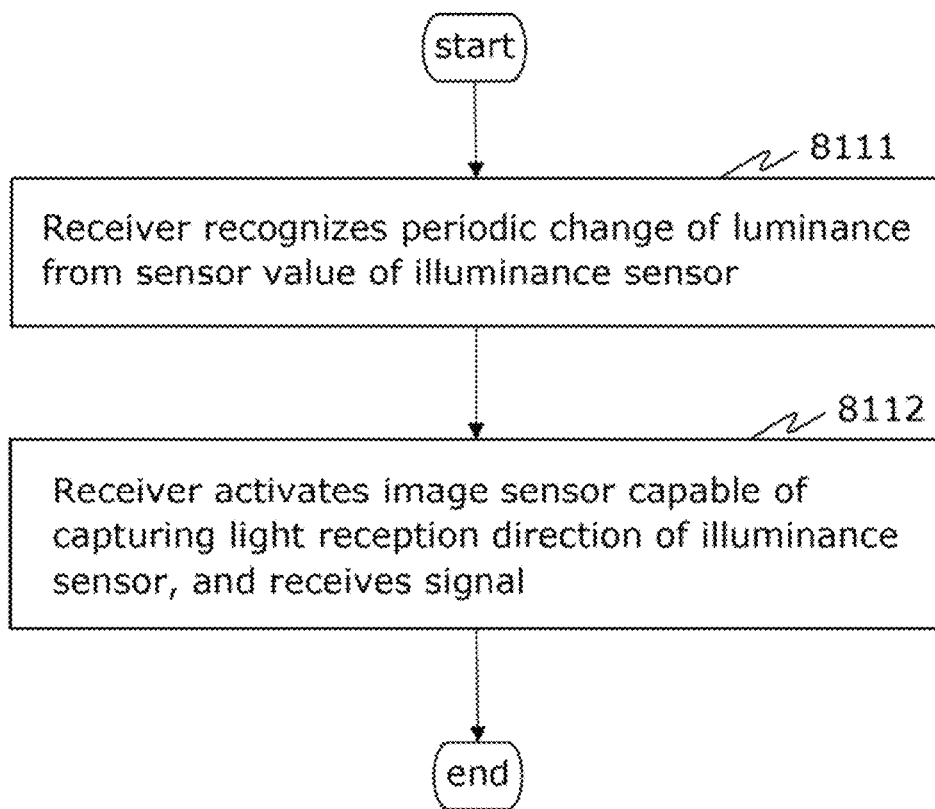 start
8111
Receiver recognizes periodic change of luminance
from sensor value of illuminance sensor
8112
Receiver activates image sensor capable of
capturing light reception direction of illuminance
sensor, and receives signal
end